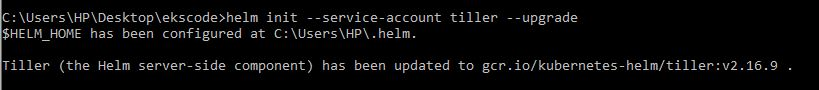 C:\Users\HP\Desktop\ekscode>helm init --service-account tiller --upgrade
$HELM_HOME has been configured at C:\Users\HP\.helm.
Tiller (the Helm server-side component) has been updated to gcr.io/kubernetes-helm/tiller:v2.16.9 .